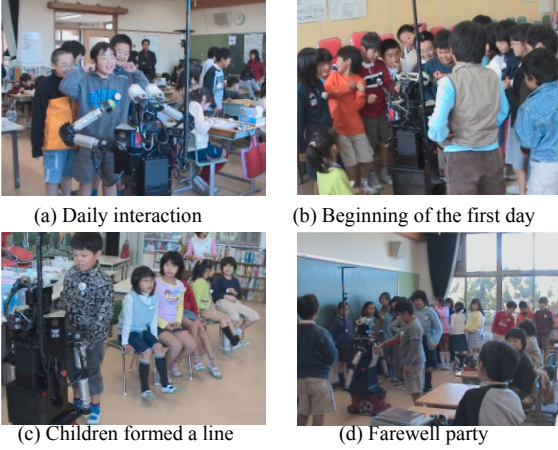 (a) Daily interaction
(b) Beginning of the first day
(c) Children formed a line
(d) Farewell party